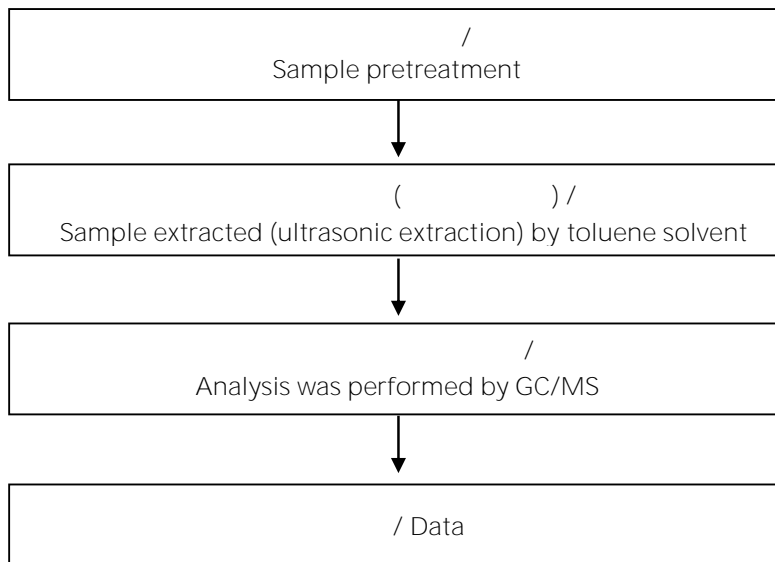 /
Sample pretreatment
( ) /
Sample extracted (ultrasonic extraction) by toluene solvent
/
Analysis was performed by GC/MS
/ Data